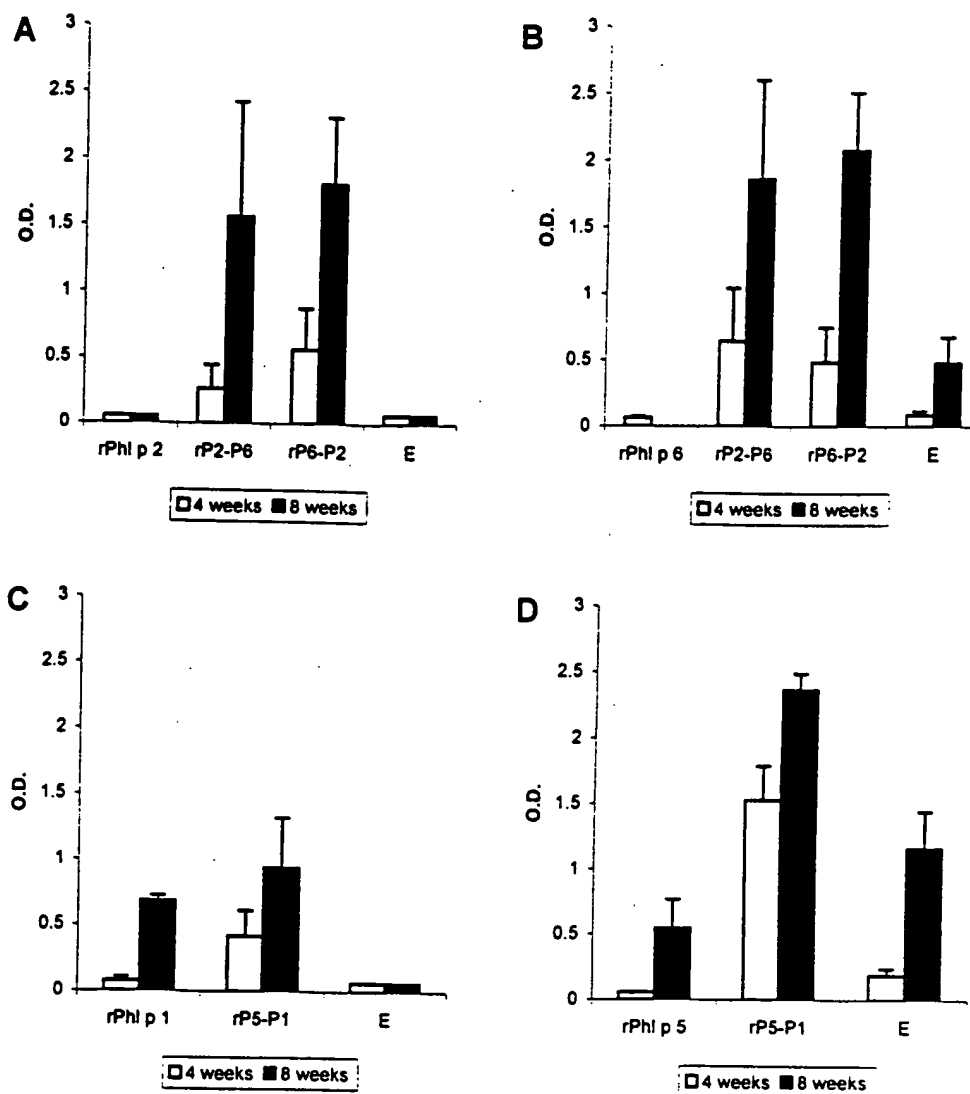 A
3
2.5
2
1.5
1
0.5
0
O.D.
rPhl p 2 rP2-P6 rP6-P2 E
4 weeks 8 weeks
B
3
2.5
2
1.5
1
0.5
0
O.D.
rPhl p 6 rP2-P6 rP6-P2 E
4 weeks 8 weeks
C
3
2.5
2
1.5
1
0.5
0
O.D.
rPhl p 1 rP5-P1 E
4 weeks 8 weeks
D
3
2.5
2
1.5
1
0.5
0
O.D.
rPhl p 5 rP5-P1 E
4 weeks 8 weeks